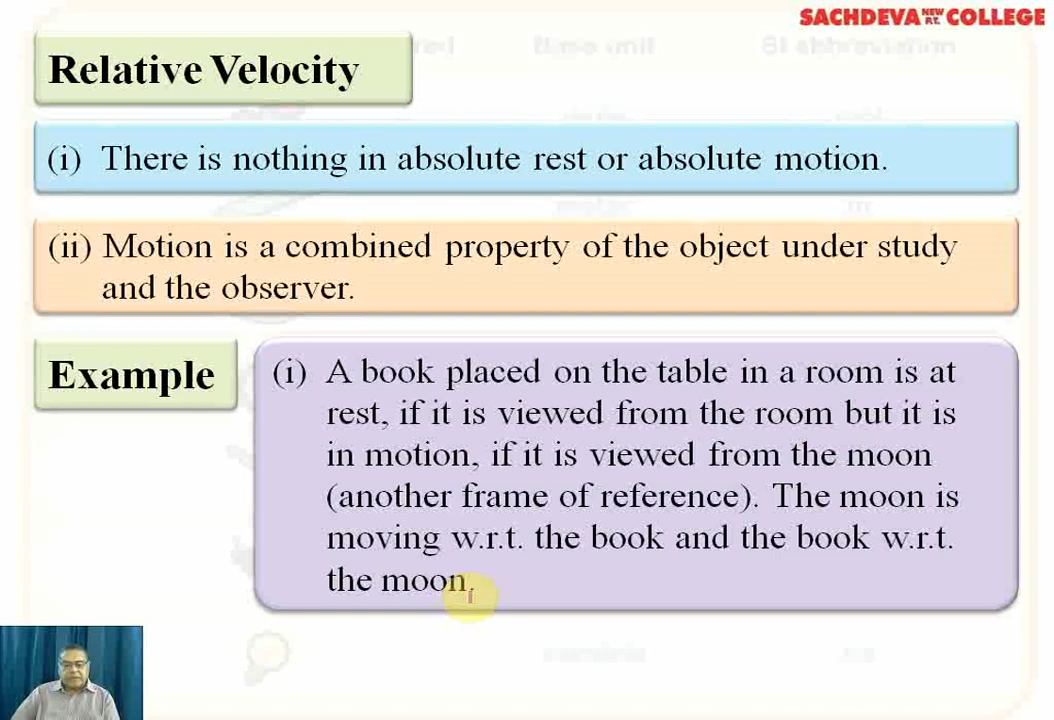 SACHDEVA NEW P.T. COLLEGE
Relative Velocity
(i) There is nothing in absolute rest or absolute motion.
(ii) Motion is a combined property of the object under study
and the observer.
Example
(i) A book placed on the table in a room is at
rest, if it is viewed from the room but it is
in motion, if it is viewed from the moon
(another frame of reference). The moon is
moving w.r.t. the book and the book w.r.t.
the moon.